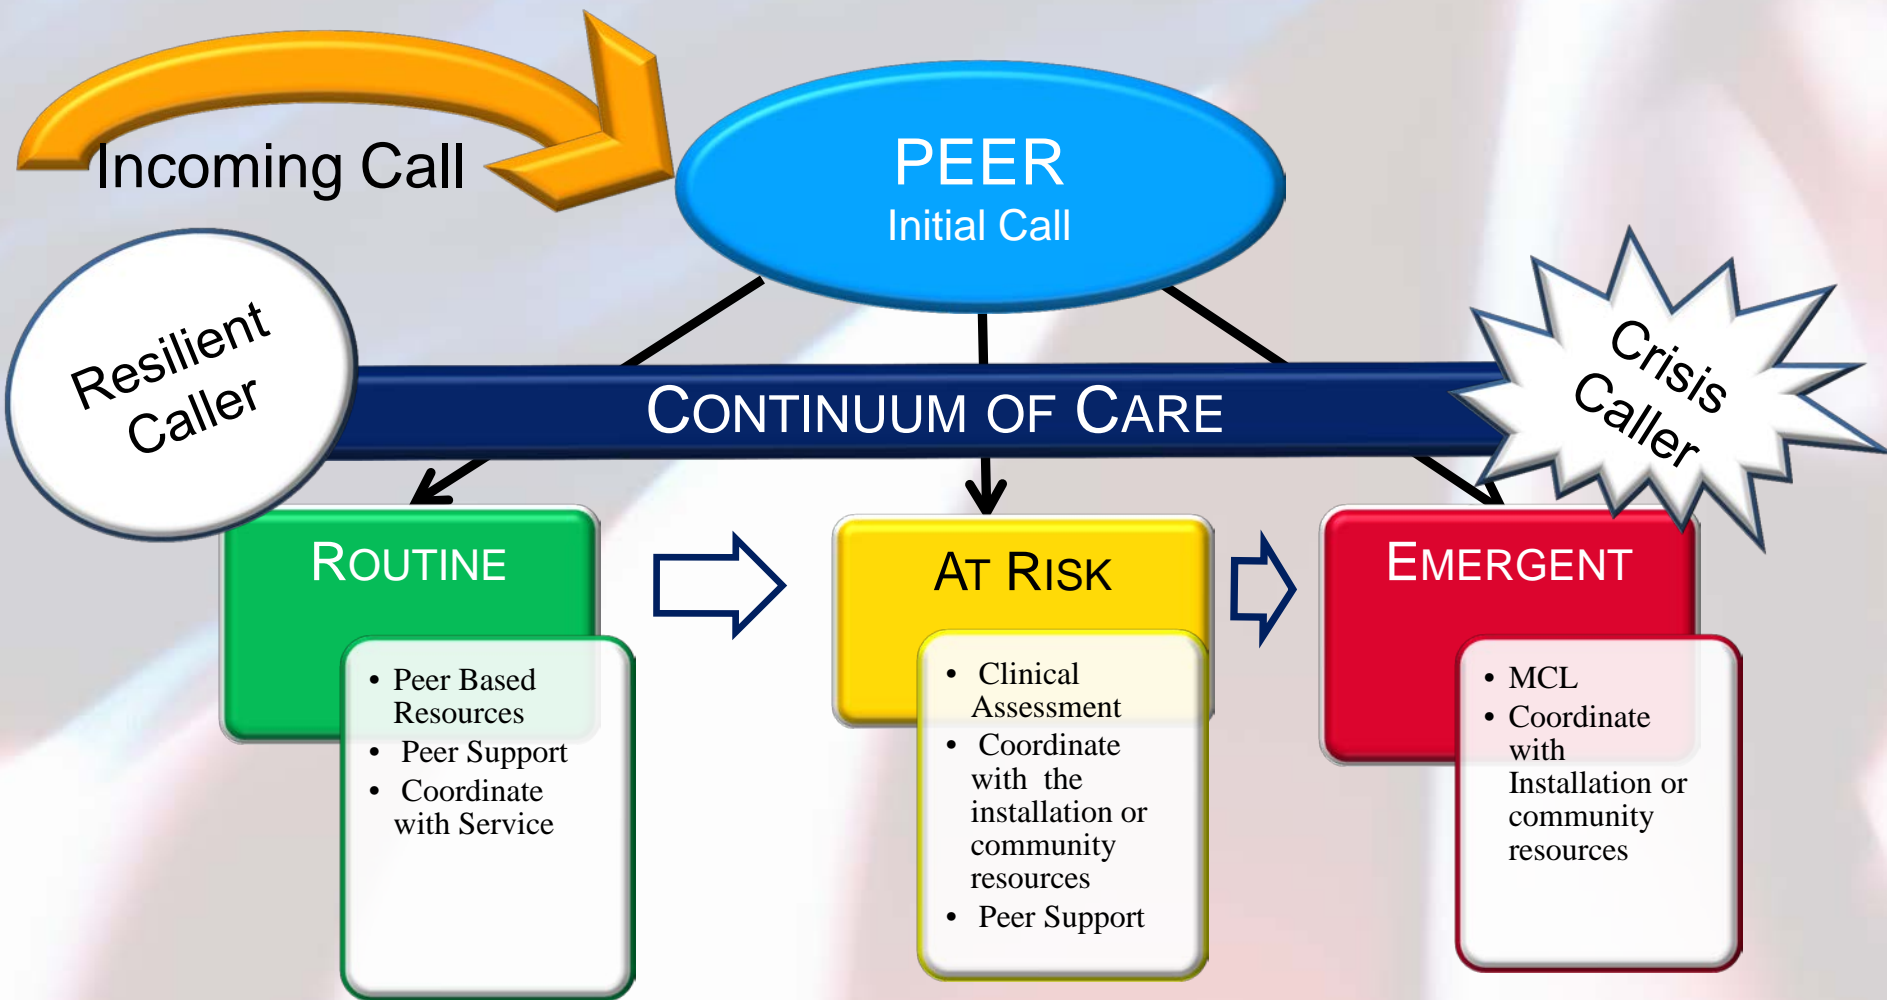 Incoming Call
PEER
Initial Call
Resilient
Caller
CONTINUUM OF CARE
Crisis
Caller
ROUTINE
• Peer Based
Resources
• Peer Support
• Coordinate
with Service
AT RISK
• Clinical
Assessment
• Coordinate
with the
installation or
community
resources
• Peer Support
EMERGENT
• MCL
• Coordinate
with
Installation or
community
resources